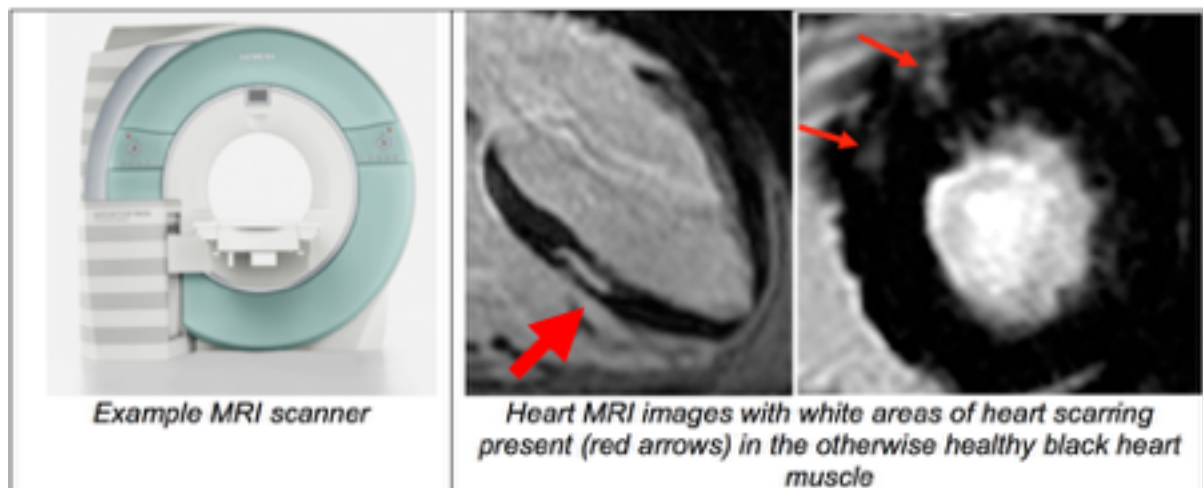 SIEMENS
Example MRI scanner
Heart MRI images with white areas of heart scarring
present (red arrows) in the otherwise healthy black heart
muscle